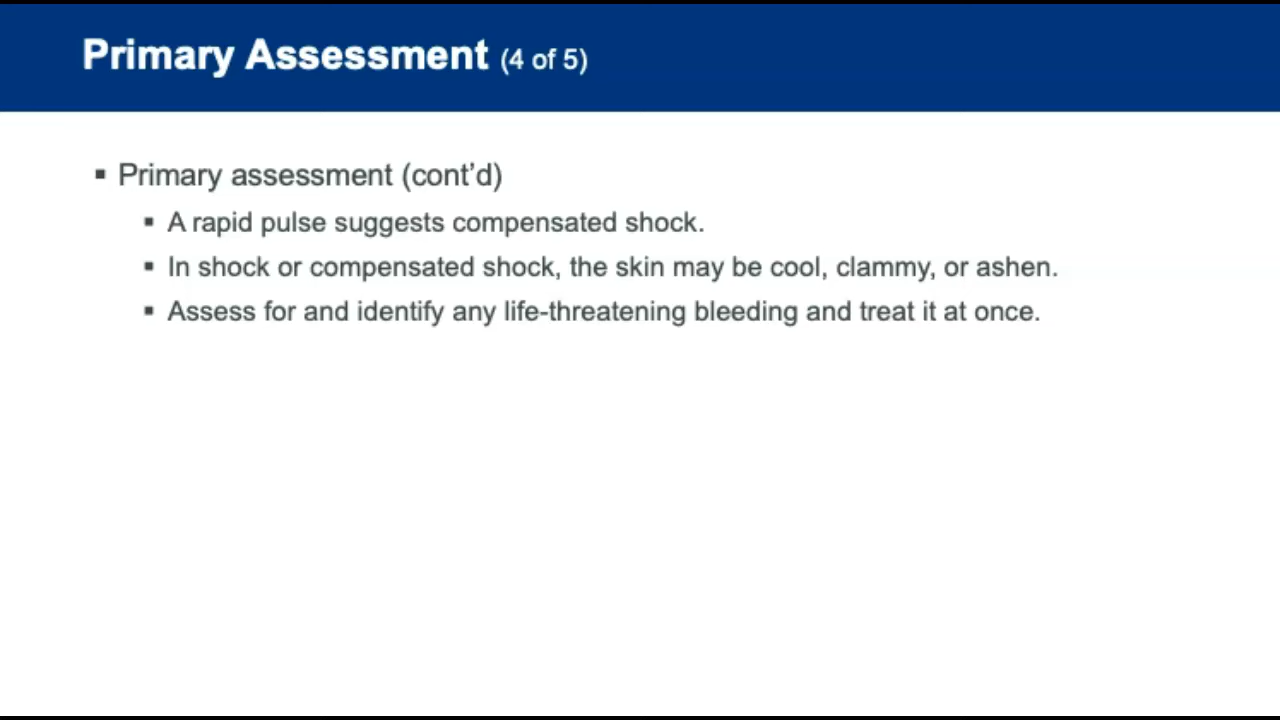 Primary Assessment (4 of 5)
▪ Primary assessment (cont’d)
▪ A rapid pulse suggests compensated shock.
▪ In shock or compensated shock, the skin may be cool, clammy, or ashen.
▪ Assess for and identify any life-threatening bleeding and treat it at once.